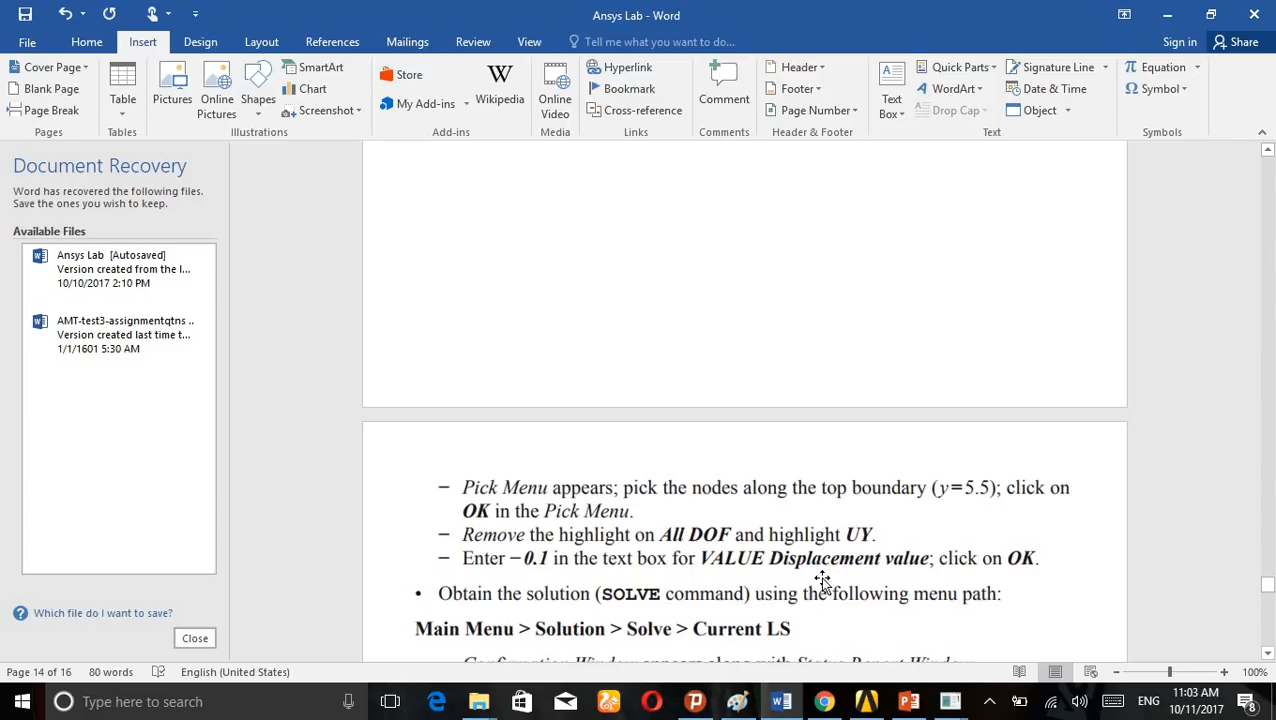 Ansys Lab - Word
File
Home
Insert
Design
Layout
References
Mailings
Review
View
Tell me what you want to do...
Sign in
Share
Cover Page
Blank Page
Page Break
Pages
Table
Tables
Pictures
Online Pictures
Shapes
SmartArt
Chart
Screenshot
Illustrations
Store
My Add-ins
W
Wikipedia
Add-ins
Online Video
Media
Hyperlink
Bookmark
Cross-reference
Links
Comment
Comments
Header
Footer
Page Number
Header & Footer
Text Box
Quick Parts
WordArt
Drop Cap
Signature Line
Date & Time
Object
Text
Equation
Symbol
Symbols
Document Recovery
Word has recovered the following files.
Save the ones you wish to keep.
Available Files
Ansys Lab [Autosaved]
Version created from the l...
10/10/2017 2:10 PM
AMT-test3-assignmentqtns ..
Version created last time t...
1/1/1601 5:30 AM
Which file do I want to save?
Close
– Pick Menu appears; pick the nodes along the top boundary (y=5.5); click on
OK in the Pick Menu.
– Remove the highlight on All DOF and highlight UY.
– Enter −0.1 in the text box for VALUE Displacement value; click on OK.
• Obtain the solution (SOLVE command) using the following menu path:
Main Menu > Solution > Solve > Current LS
Confirmation Window appears along with Status Report Window
Page 14 of 16
80 words
English (United States)
100%
Type here to search
ENG
11:03 AM
10/11/2017
8